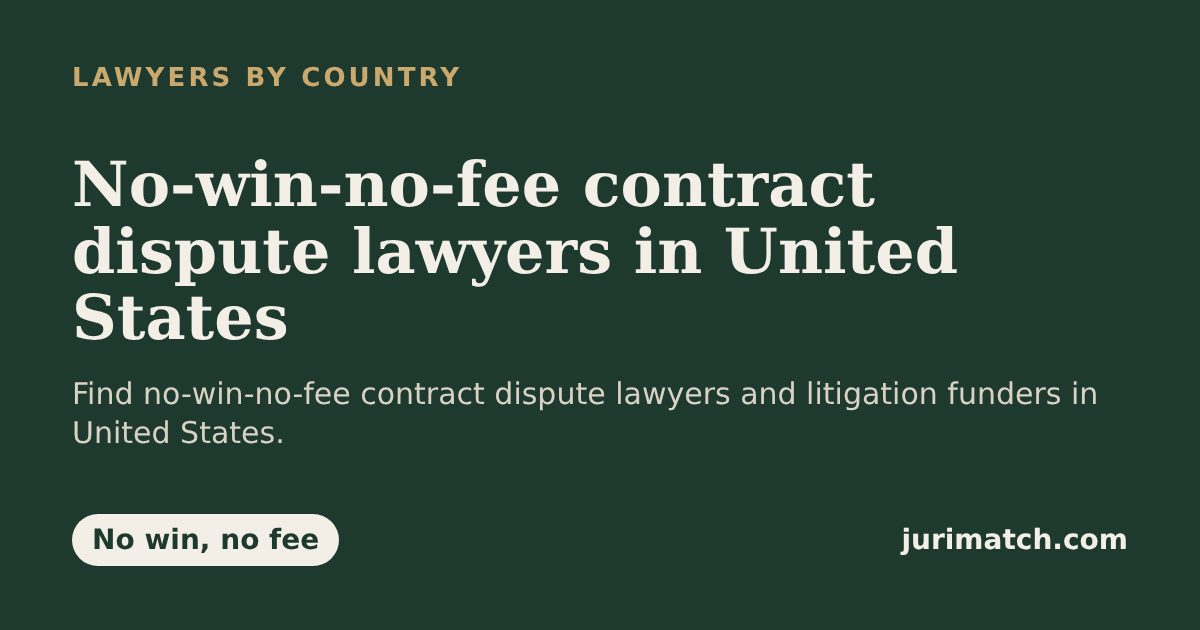 LAWYERS BY COUNTRY
No-win-no-fee contract
dispute lawyers in United
States
Find no-win-no-fee contract dispute lawyers and litigation funders in
United States.
No win, no fee
jurimatch.com